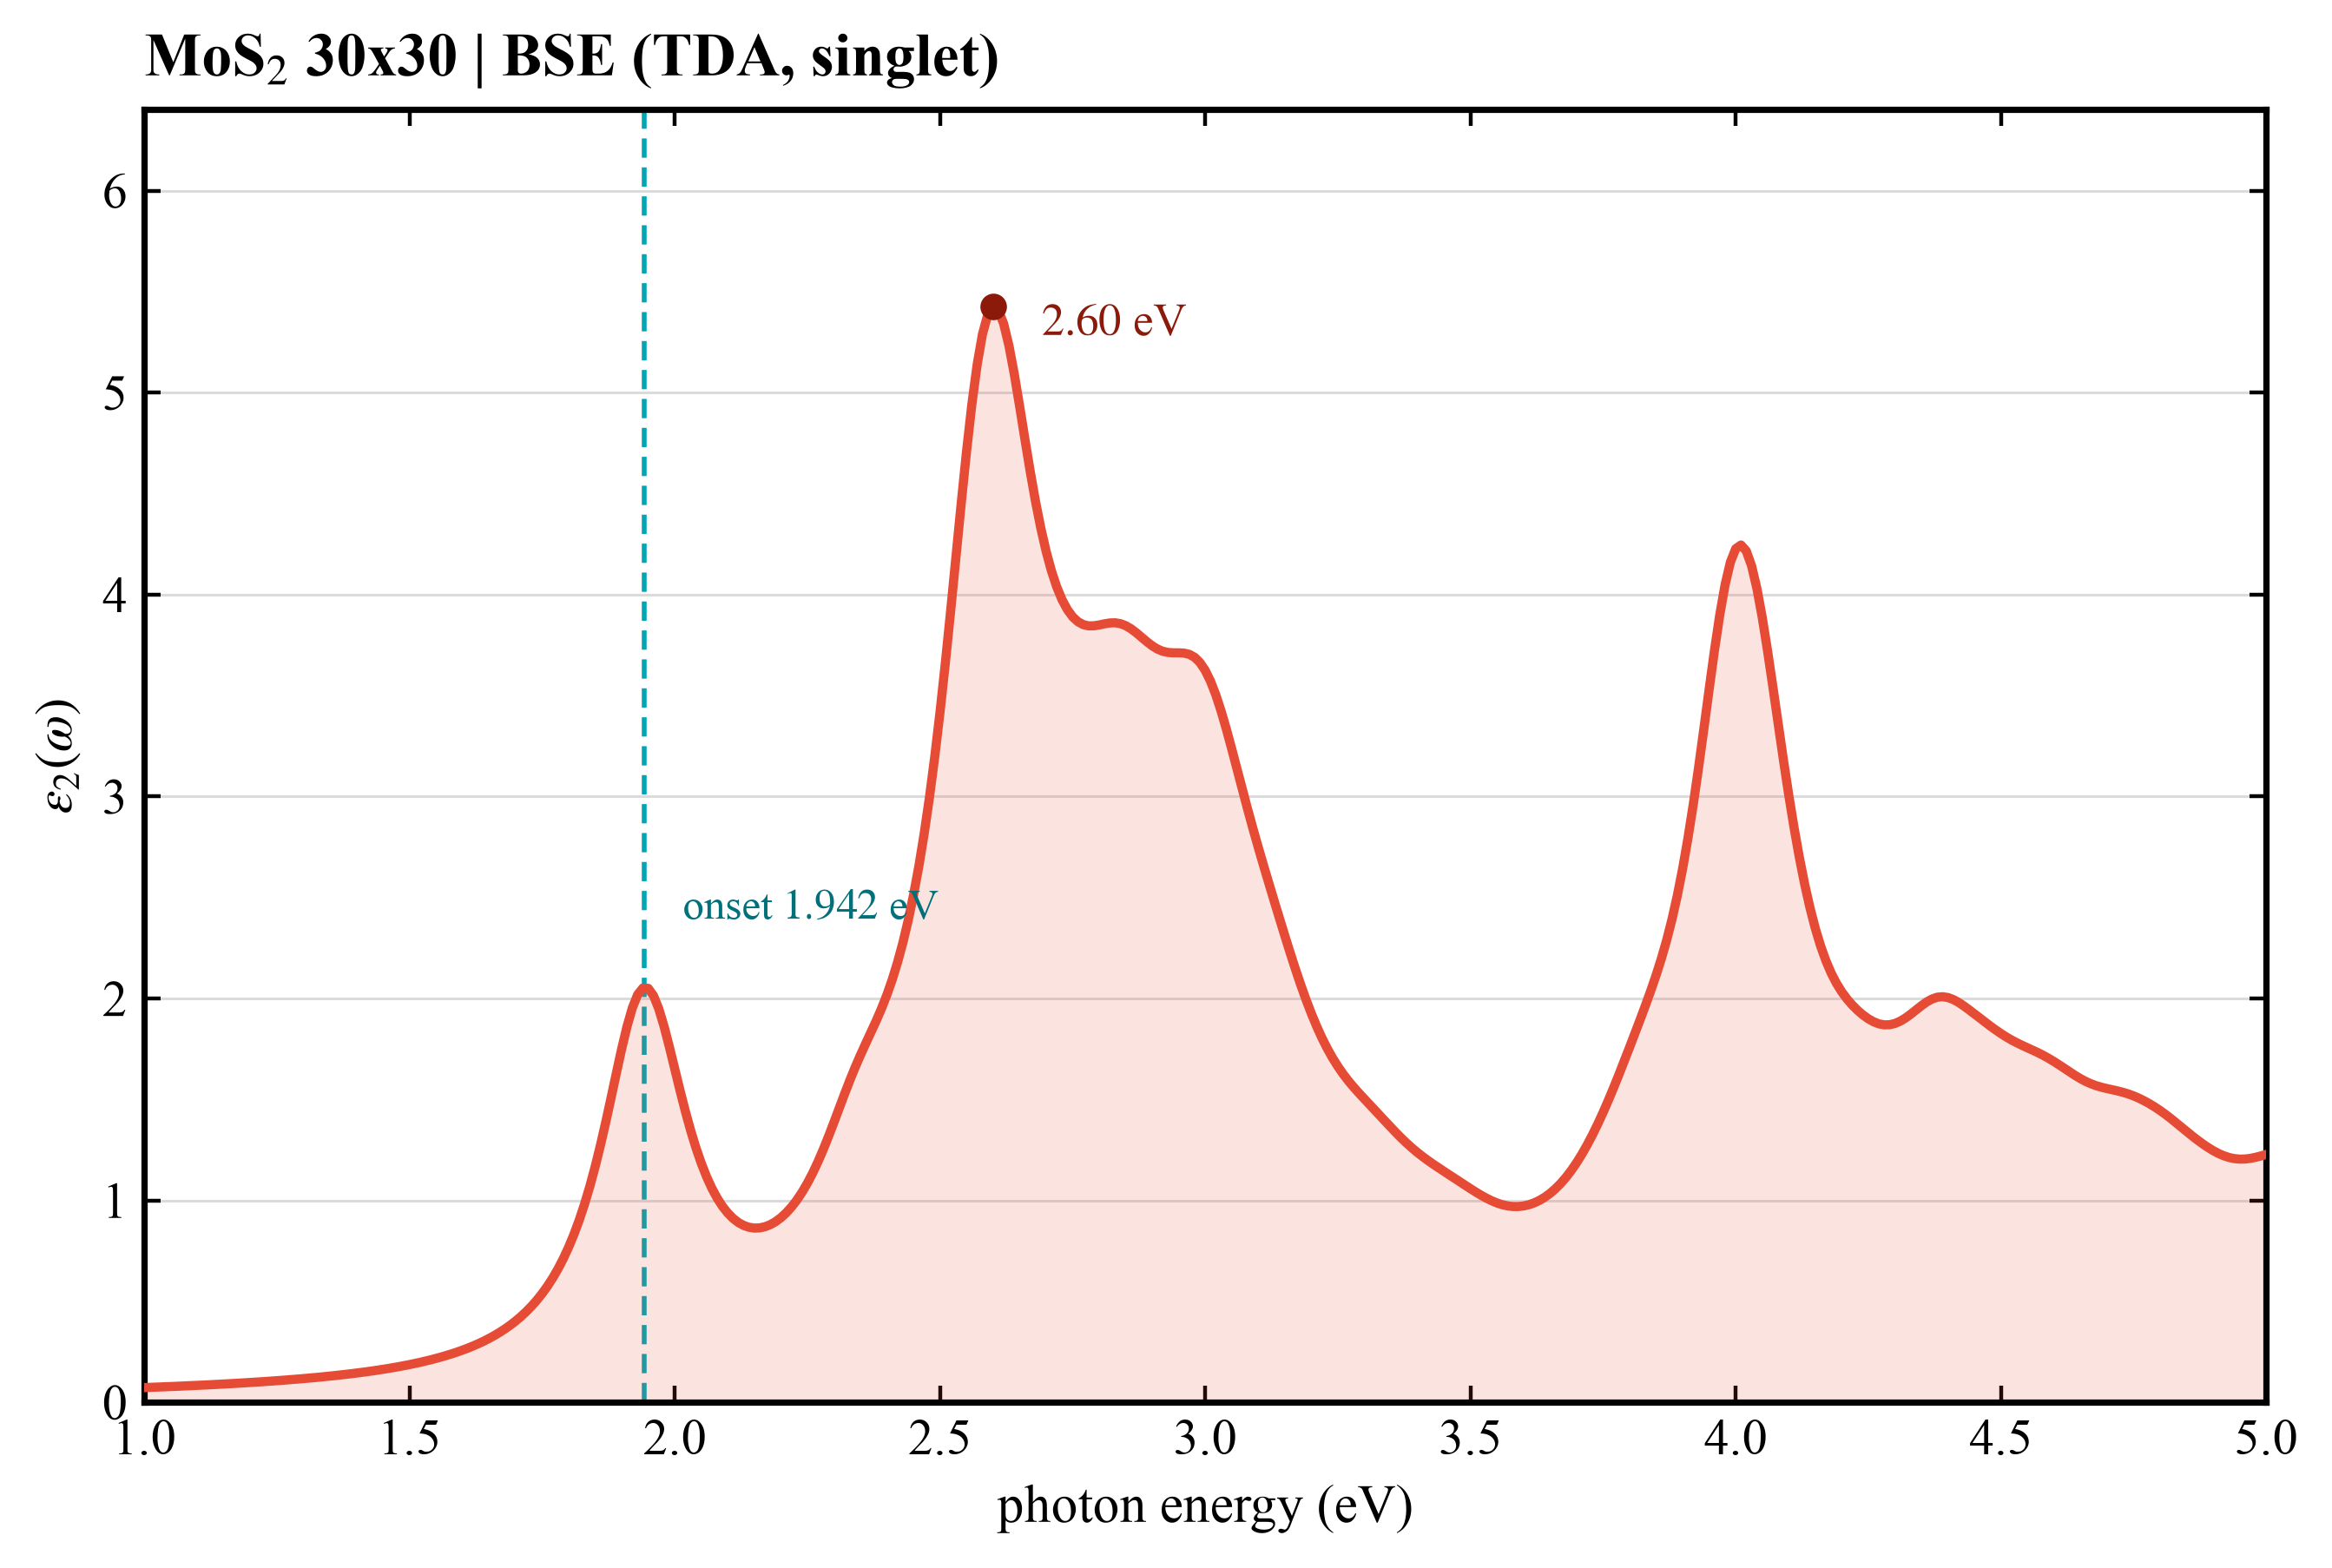 MoS₂ 30x30 | BSE (TDA, singlet)
6
5
4
3
2
1
0
ε₂(ω)
2.60 eV
onset 1.942 eV
1.0 1.5 2.0 2.5 3.0 3.5 4.0 4.5 5.0
photon energy (eV)